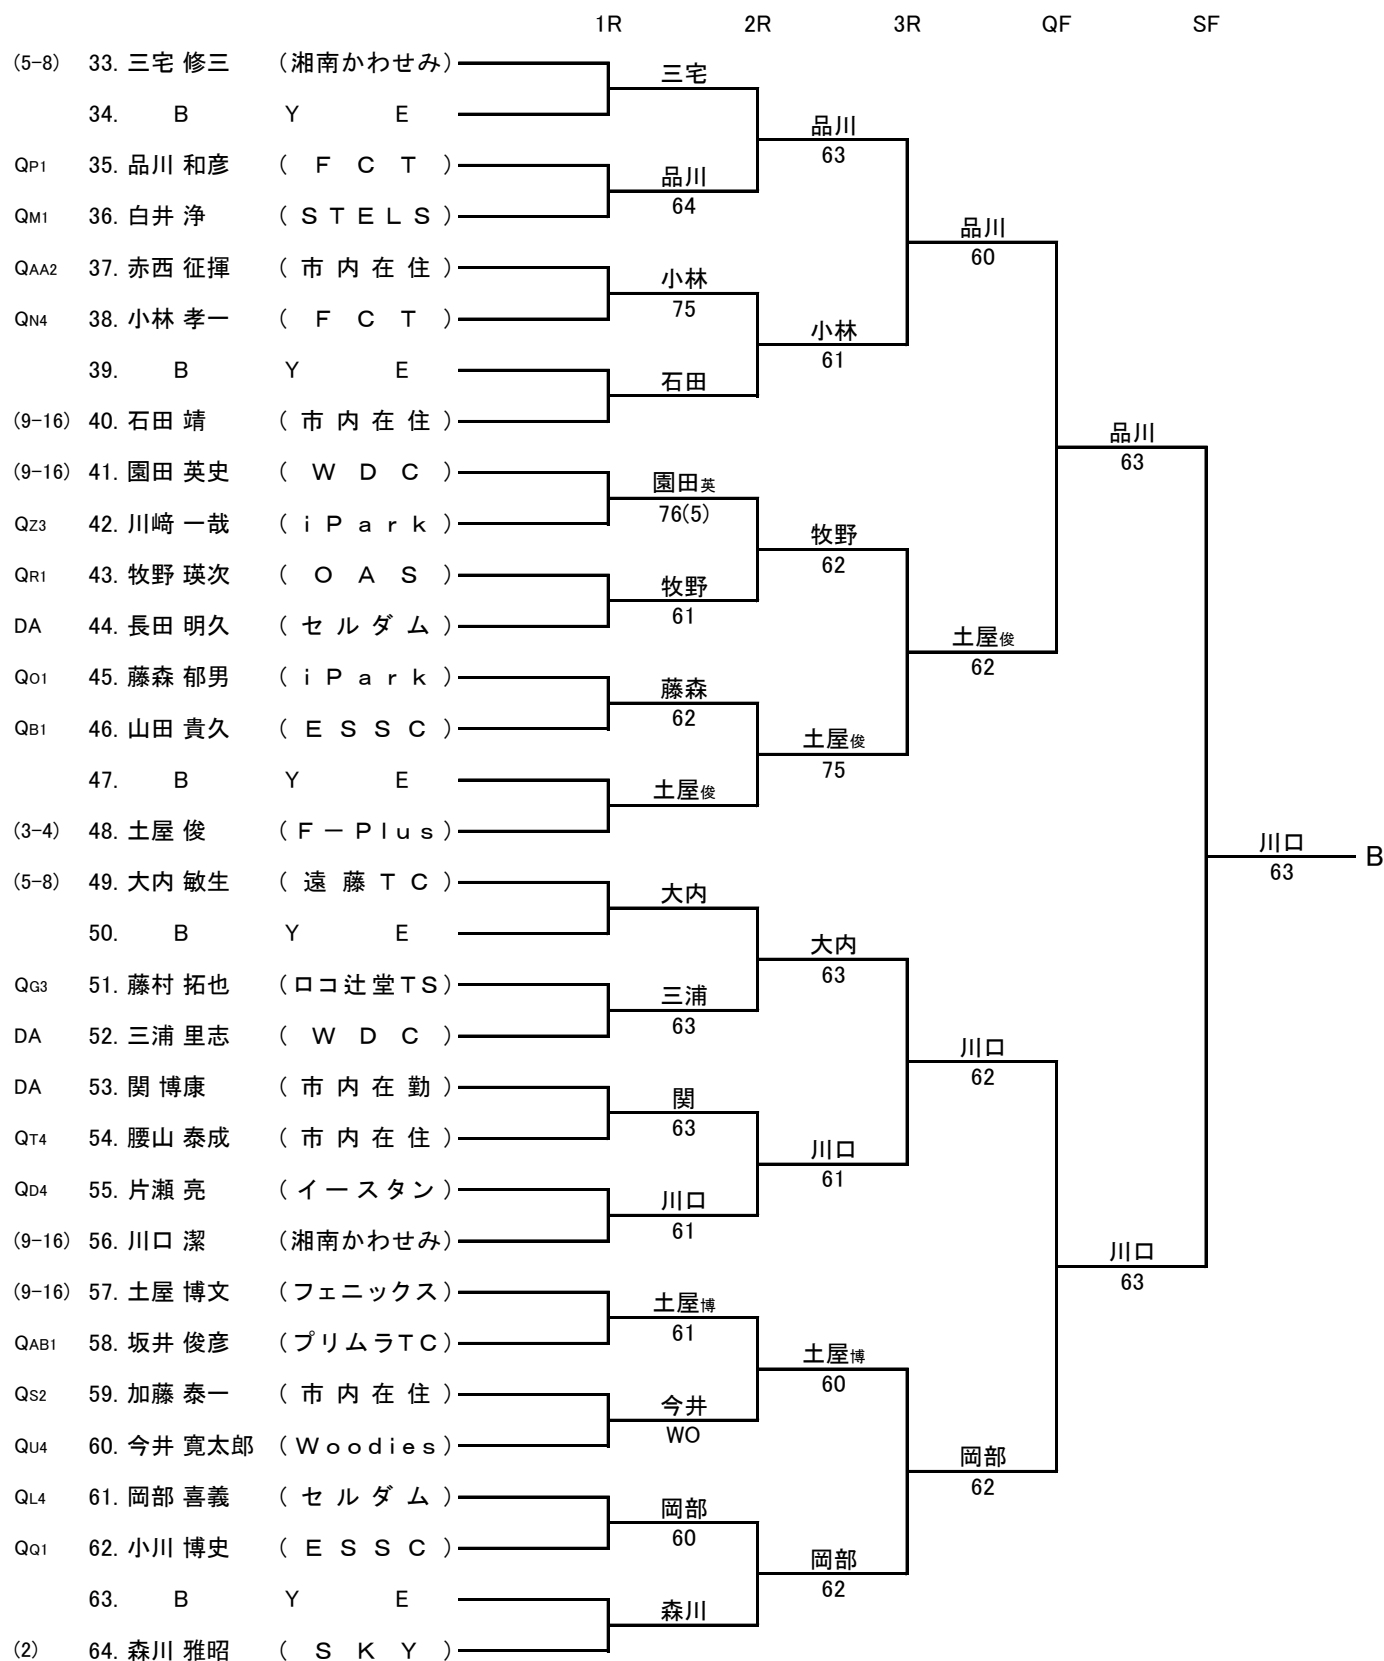 1R 2R 3R QF SF
(5-8) 33. 三宅 修三 (湘南かわせみ)
三宅
34. B Y E
品川
63
QP1 35. 品川 和彦 ( F C T )
品川
64
QM1 36. 白井 浄 ( S T E L S )
品川
60
QAA2 37. 赤西 征揮 ( 市 内 在 住 )
小林
75
QN4 38. 小林 孝一 ( F C T )
小林
61
39. B Y E
石田
(9-16) 40. 石田 靖 ( 市 内 在 住 )
品川
63
(9-16) 41. 園田 英史 ( W D C )
園田英
76(5)
QZ3 42. 川﨑 一哉 ( i P a r k )
牧野
62
QR1 43. 牧野 瑛次 ( O A S )
牧野
61
DA 44. 長田 明久 ( セ ル ダ ム )
土屋俊
62
QO1 45. 藤森 郁男 ( i P a r k )
藤森
62
QB1 46. 山田 貴久 ( E S S C )
土屋俊
75
47. B Y E
土屋俊
(3-4) 48. 土屋 俊 ( F － P l u s )
川口
63
B
(5-8) 49. 大内 敏生 ( 遠 藤 T C )
大内
50. B Y E
大内
63
QG3 51. 藤村 拓也 (ロコ辻堂TS)
三浦
63
DA 52. 三浦 里志 ( W D C )
川口
62
DA 53. 関 博康 ( 市 内 在 勤 )
関
63
QT4 54. 腰山 泰成 ( 市 内 在 住 )
川口
61
QD4 55. 片瀬 亮 ( イースタン )
川口
61
(9-16) 56. 川口 潔 (湘南かわせみ)
川口
63
(9-16) 57. 土屋 博文 (フェニックス)
土屋博
61
QAB1 58. 坂井 俊彦 (プリムラTC)
土屋博
60
QS2 59. 加藤 泰一 ( 市 内 在 住 )
今井
WO
QU4 60. 今井 寛太郎 ( W o o d i e s )
岡部
62
QL4 61. 岡部 喜義 ( セ ル ダ ム )
岡部
60
QQ1 62. 小川 博史 ( E S S C )
岡部
62
63. B Y E
森川
(2) 64. 森川 雅昭 ( S K Y )